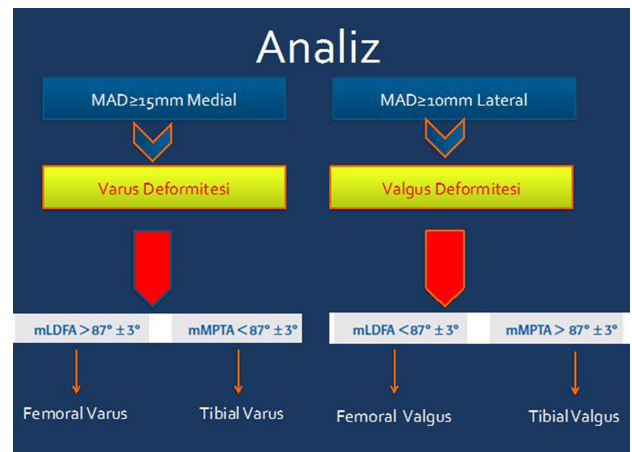 Analiz
MAD≥15mm Medial
MAD≥10mm Lateral
Varus Deformitesi
Valgus Deformitesi
mLDFA > 87° ± 3°
mMPTA < 87° ± 3°
mLDFA < 87° ± 3°
mMPTA > 87° ± 3°
Femoral Varus
Tibial Varus
Femoral Valgus
Tibial Valgus